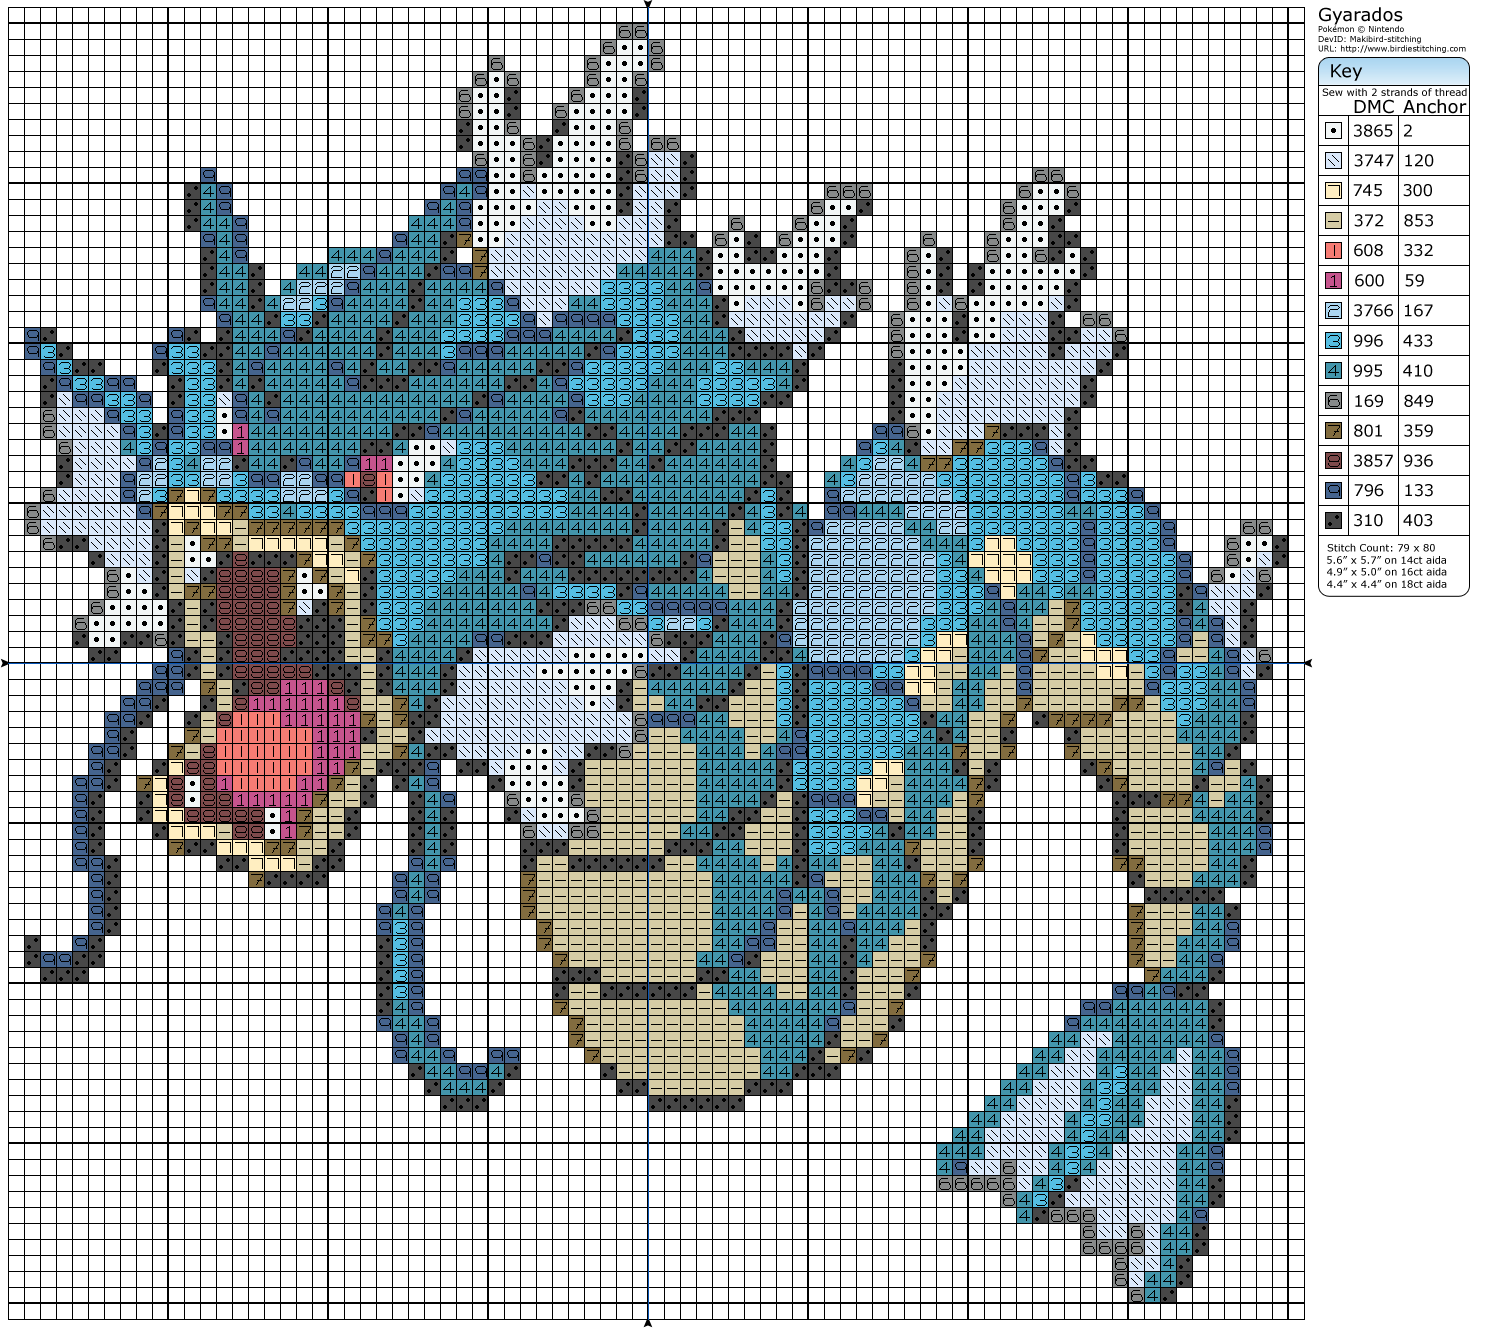 Gyarados
Pokémon © Nintendo
DevID: Makibird-stitching
URL: http://www.birdiestitching.com
Key
Sew with 2 strands of thread
DMC Anchor
3865 2
3747 120
745 300
372 853
608 332
1 600 59
2 3766 167
3 996 433
4 995 410
6 169 849
7 801 359
8 3857 936
9 796 133
310 403
Stitch Count: 79 x 80
5.6” x 5.7” on 14ct aida
4.9” x 5.0” on 16ct aida
4.4” x 4.4” on 18ct aida